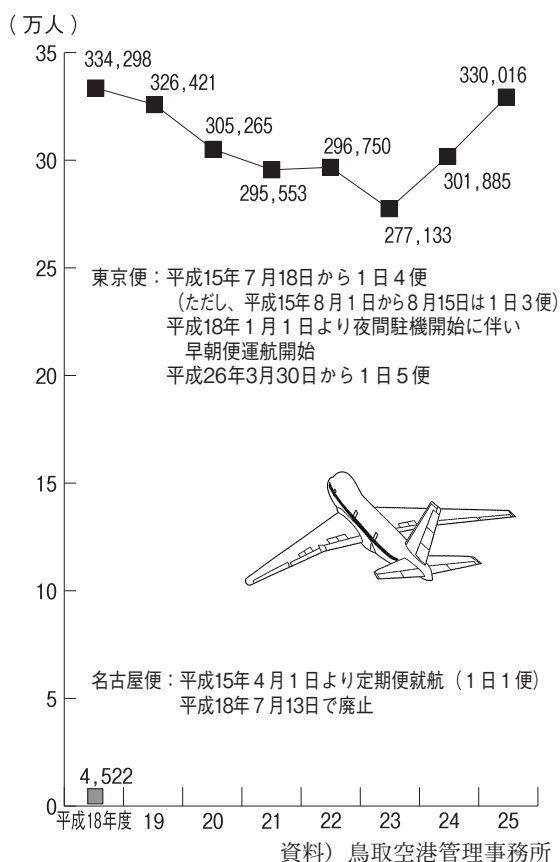 （万人）
35
334,298
326,421
305,265
295,553
296,750
277,133
301,885
330,016
30
25
東京便：平成15年７月18日から１日４便
（ただし、平成15年８月１日から８月15日は１日３便）
平成18年１月１日より夜間駐機開始に伴い
早朝便運航開始
平成26年3月30日から１日５便
20
15
10
名古屋便：平成15年４月１日より定期便就航（１日１便）
平成18年７月13日で廃止
5
4,522
0
平成18年度 19 20 21 22 23 24 25
資料）鳥取空港管理事務所